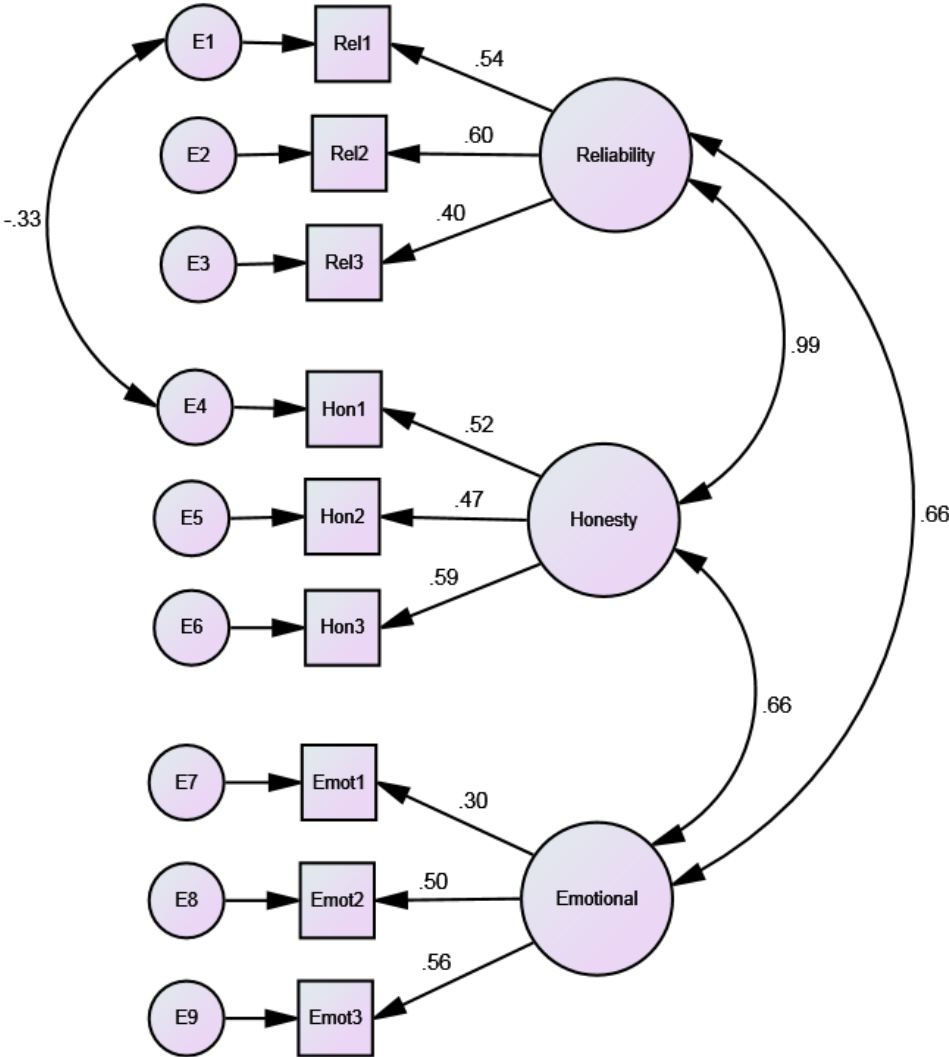 E1
Rel1
.54
E2
Rel2
.60
Reliability
-.33
E3
Rel3
.40
.99
E4
Hon1
.52
.66
E5
Hon2
.47
Honesty
E6
Hon3
.59
.66
E7
Emot1
.30
E8
Emot2
.50
Emotional
E9
Emot3
.56